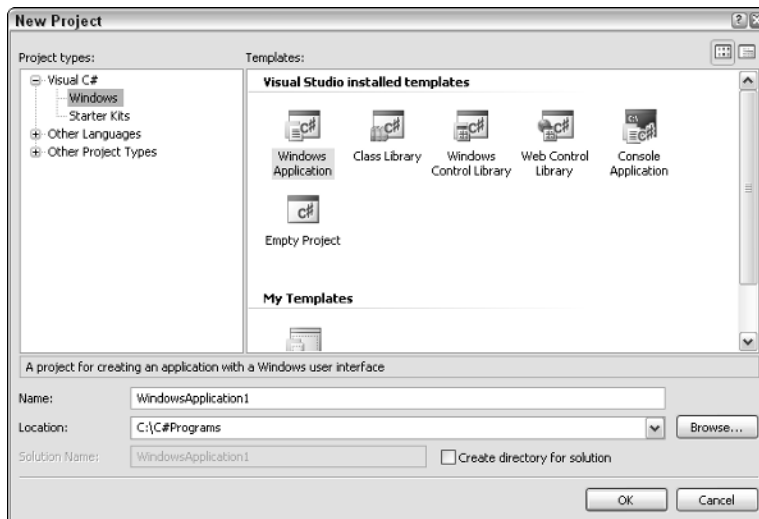 New Project
Project types:
Templates:
Visual C#
Windows
Starter Kits
Other Languages
Other Project Types
Visual Studio installed templates
Windows Application
Class Library
Windows Control Library
Web Control Library
Console Application
Empty Project
My Templates
A project for creating an application with a Windows user interface
Name: WindowsApplication1
Location: C:\C#Programs Browse...
Solution Name: WindowsApplication1 Create directory for solution
OK Cancel